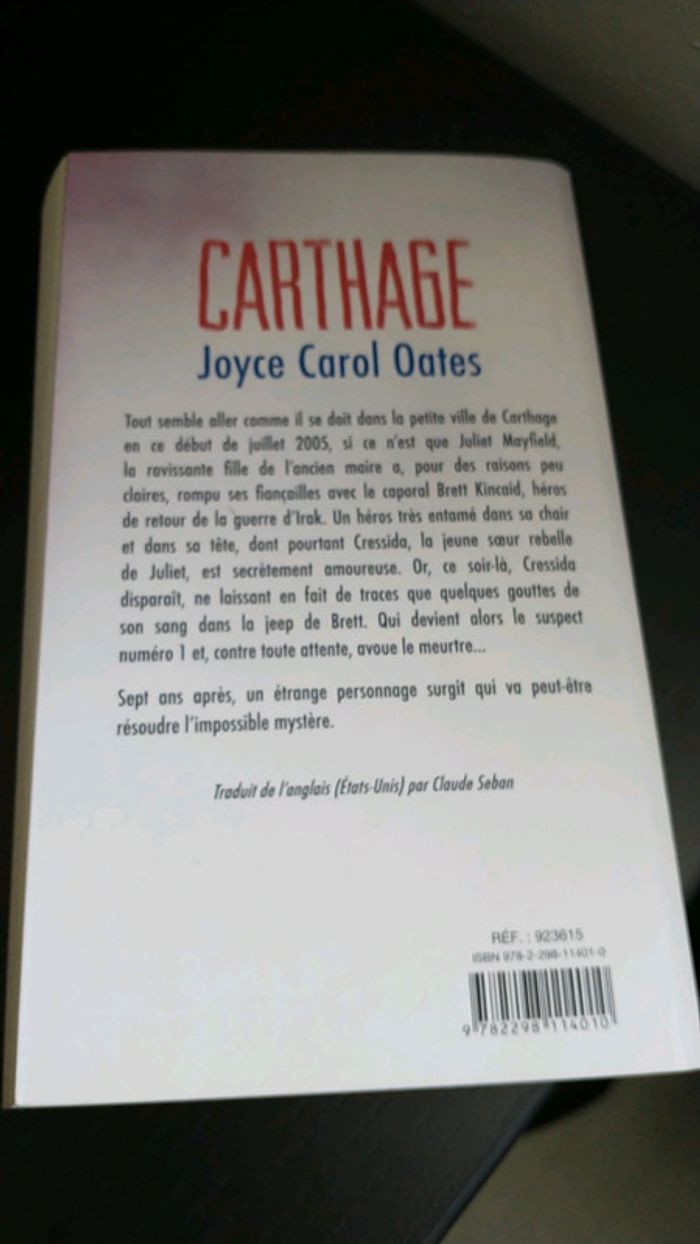 CARTHAGE
Joyce Carol Oates
Tout semble aller comme il se doit dans la petite ville de Carthage
en ce début de juillet 2005, si ce n'est que Juliet Mayfield,
la ravissante fille de l'ancien maire a, pour des raisons peu
claires, rompu ses fiançailles avec le caporal Brett Kincaid, héros
de retour de la guerre d'Irak. Un héros très entamé dans sa chair
et dans sa tête, dont pourtant Cressida, la jeune sœur rebelle
de Juliet, est secrètement amoureuse. Or, ce soir-là, Cressida
disparaît, ne laissant en fait de traces que quelques gouttes de
son sang dans la jeep de Brett. Qui devient alors le suspect
numéro 1 et, contre toute attente, avoue le meurtre...
Sept ans après, un étrange personnage surgit qui va peut-être
résoudre l'impossible mystère.
Traduit de l'anglais (États-Unis) par Claude Seban
RÉF. : 923615
ISBN 978-2-298-11401-0
9 782298 114010